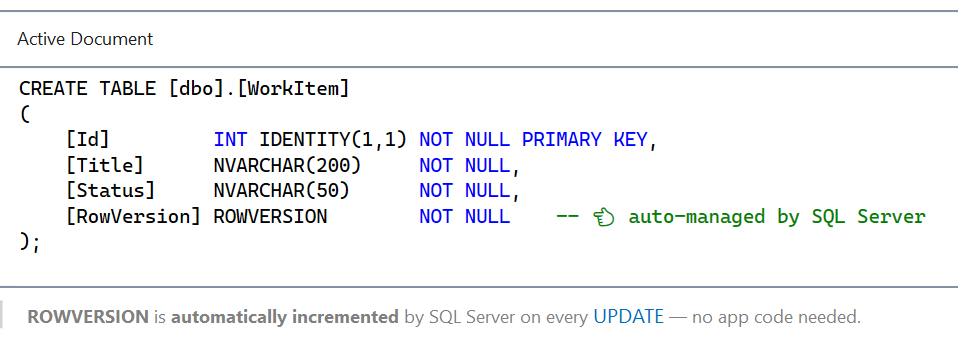 Active Document
CREATE TABLE [dbo].[WorkItem]
(
    [Id]         INT IDENTITY(1,1) NOT NULL PRIMARY KEY,
    [Title]      NVARCHAR(200)     NOT NULL,
    [Status]     NVARCHAR(50)      NOT NULL,
    [RowVersion] ROWVERSION        NOT NULL    -- 👈 auto-managed by SQL Server
);
ROWVERSION is automatically incremented by SQL Server on every UPDATE — no app code needed.